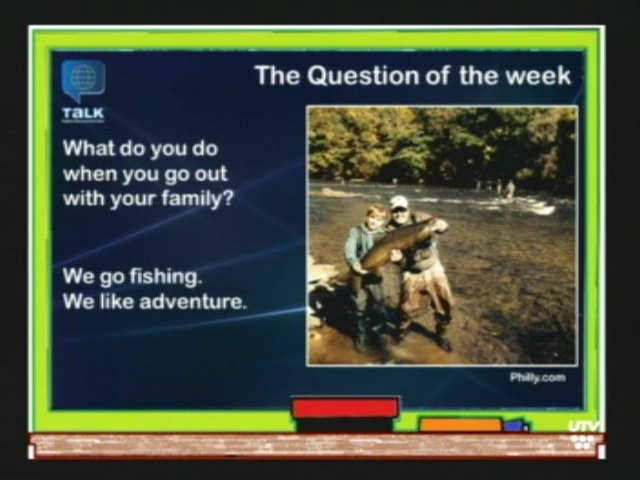 TaLK
The Question of the week
What do you do
when you go out
with your family?
We go fishing.
We like adventure.
Philly.com
UTV